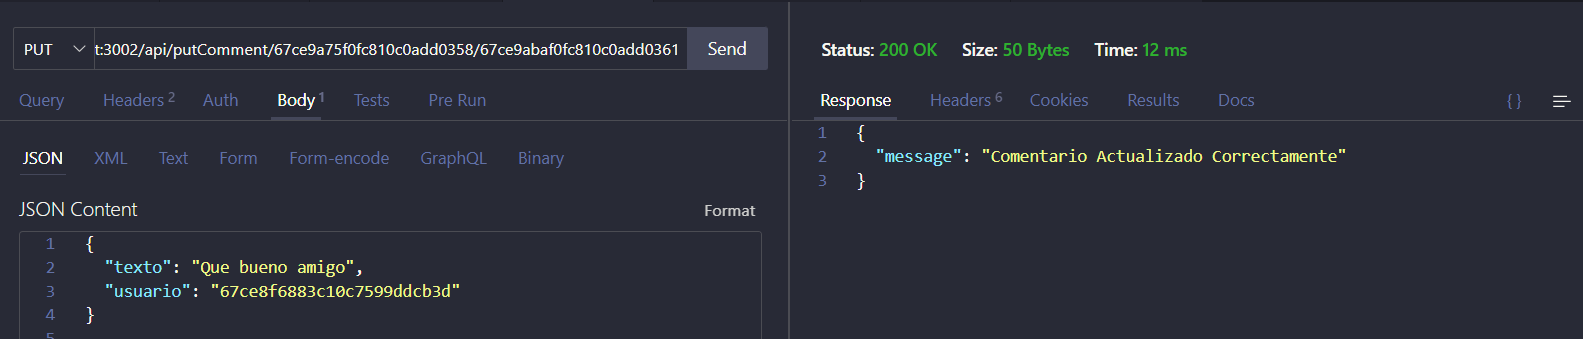 PUT t:3002/api/putComment/67ce9a75f0fc810c0add0358/67ce9abaf0fc810c0add0361 Send
Query Headers 2 Auth Body 1 Tests Pre Run
JSON XML Text Form Form-encode GraphQL Binary
JSON Content Format
1 {
2 "texto": "Que bueno amigo",
3 "usuario": "67ce8f6883c10c7599ddcb3d"
4 }
5
Status: 200 OK Size: 50 Bytes Time: 12 ms
Response Headers 6 Cookies Results Docs { }
1 {
2 "message": "Comentario Actualizado Correctamente"
3 }